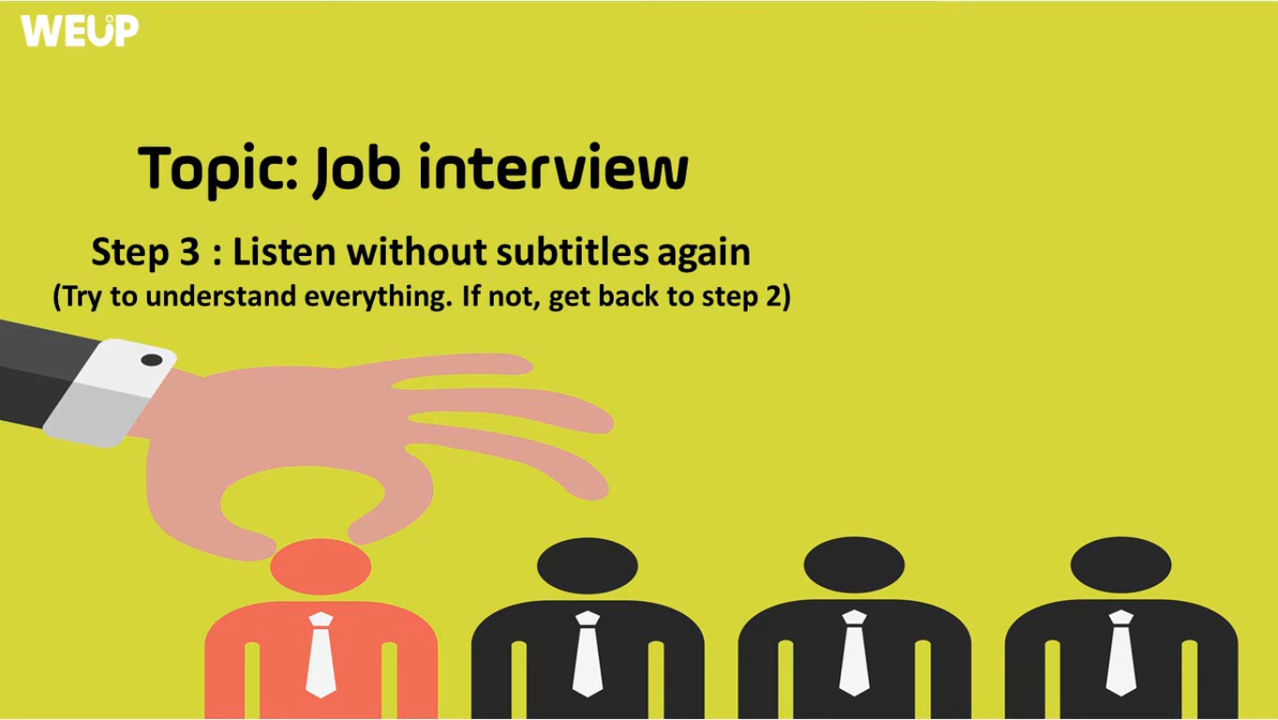 WEUP
Topic: Job interview
Step 3 : Listen without subtitles again
(Try to understand everything. If not, get back to step 2)